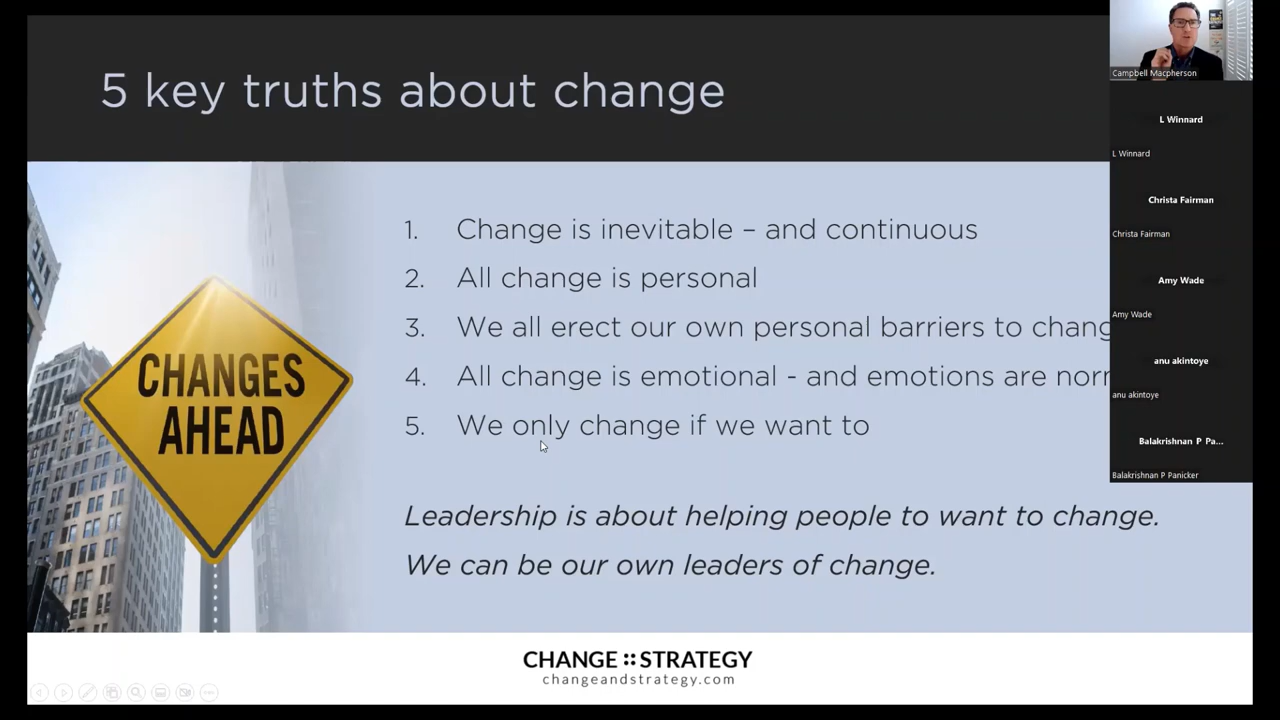 5 key truths about change
CHANGES
AHEAD
1. Change is inevitable – and continuous
2. All change is personal
3. We all erect our own personal barriers to chang
4. All change is emotional - and emotions are nor
5. We only change if we want to
Leadership is about helping people to want to change.
We can be our own leaders of change.
CHANGE::STRATEGY
changeandstrategy.com
Campbell Macpherson
L Winnard
L Winnard
Christa Fairman
Christa Fairman
Amy Wade
Amy Wade
anu akintoye
anu akintoye
Balakrishnan P Pa...
Balakrishnan P Panicker